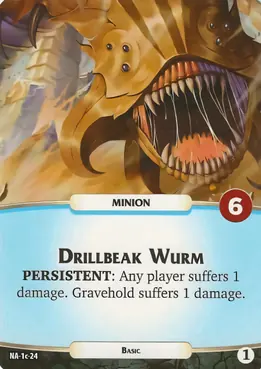 MINION
6
DRILLBEAK WURM
PERSISTENT: Any player suffers 1
damage. Gravehold suffers 1 damage.
BASIC
NA-1c-24
1